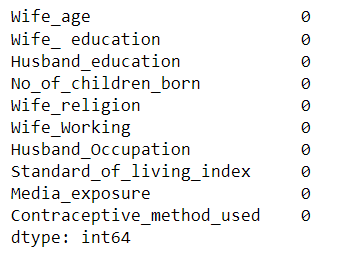 Wife_age 0
Wife_ education 0
Husband_education 0
No_of_children_born 0
Wife_religion 0
Wife_Working 0
Husband_Occupation 0
Standard_of_living_index 0
Media_exposure 0
Contraceptive_method_used 0
dtype: int64